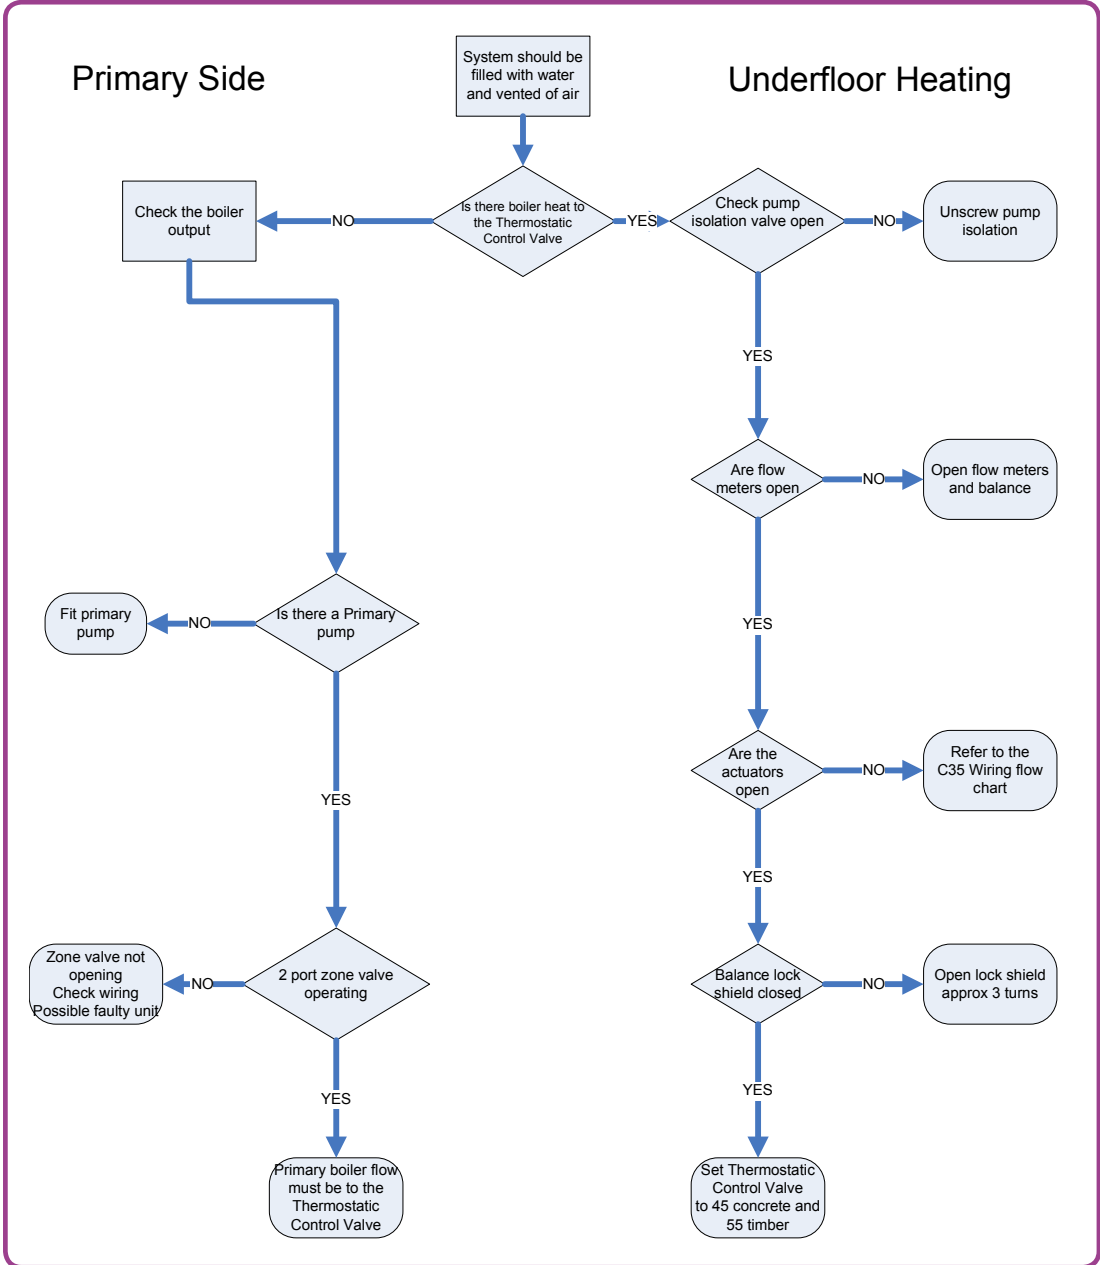 Primary Side
System should be
filled with water
and vented of air
Underfloor Heating
Check the boiler
output
NO
Is there boiler heat to
the Thermostatic
Control Valve
YES
Check pump
isolation valve open
NO
Unscrew pump
isolation
YES
Are flow
meters open
NO
Open flow meters
and balance
Fit primary
pump
NO
Is there a Primary
pump
YES
Are the
actuators
open
NO
Refer to the
C35 Wiring flow
chart
YES
YES
Zone valve not
opening
Check wiring
Possible faulty unit
NO
2 port zone valve
operating
Balance lock
shield closed
NO
Open lock shield
approx 3 turns
YES
YES
Primary boiler flow
must be to the
Thermostatic
Control Valve
Set Thermostatic
Control Valve
to 45 concrete and
55 timber